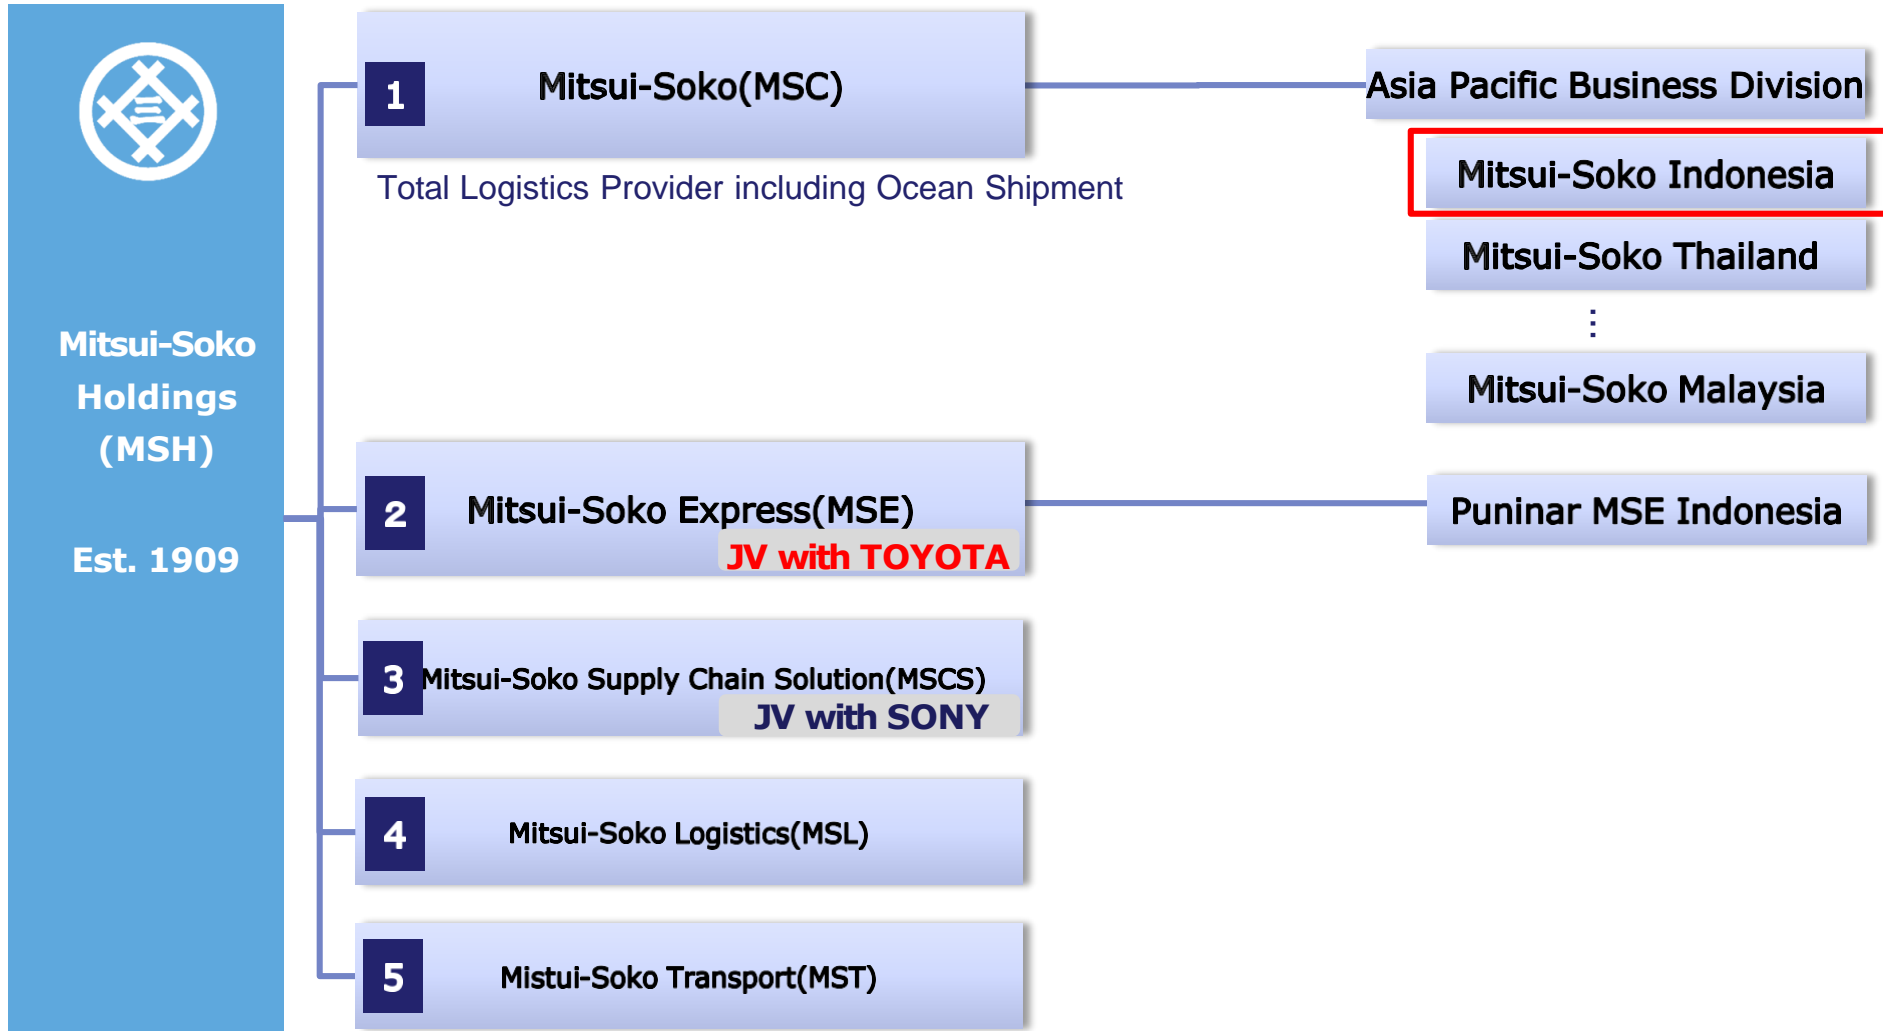 Mitsui-Soko
Holdings
(MSH)
Est. 1909
1
Mitsui-Soko(MSC)
Total Logistics Provider including Ocean Shipment
Asia Pacific Business Division
Mitsui-Soko Indonesia
Mitsui-Soko Thailand
⋮
Mitsui-Soko Malaysia
2
Mitsui-Soko Express(MSE)
JV with TOYOTA
Puninar MSE Indonesia
3
Mitsui-Soko Supply Chain Solution(MSCS)
JV with SONY
4
Mitsui-Soko Logistics(MSL)
5
Mistui-Soko Transport(MST)